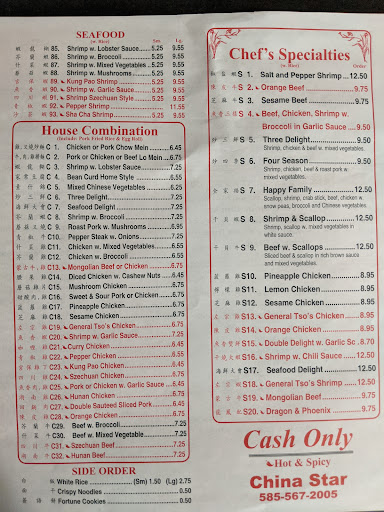 SEAFOOD
(w. Rice) Sm. Lg.
85. Shrimp w. Lobster Sauce 5.25 9.55
86. Shrimp w. Broccoli 5.25 9.55
87. Shrimp w. Mixed Vegetables 5.25 9.55
88. Shrimp w. Mushrooms 5.25 9.55
89. Kung Pao Shrimp 5.25 9.55
90. Shrimp w. Garlic Sauce 5.25 9.55
91. Shrimp Szechuan Style 5.25 9.55
92. Pepper Shrimp 11.55
93. Sha Cha Shrimp 5.25 9.55
House Combination
(Include: Pork Fried Rice & Egg Roll)
C 1. Chicken or Pork Chow Mein 6.45
C 2. Pork or Chicken or Beef Lo Mein 6.75
C 3. Shrimp w. Lobster Sauce 7.25
C 4. Bean Curd Home Style 6.45
C 5. Mixed Chinese Vegetables 6.25
C 6. Three Delight 7.25
C 7. Seafood Delight 7.25
C 8. Shrimp w. Broccoli 7.25
C 9. Roast Pork w. Mushrooms 6.95
C10. Pepper Steak w. Onions 7.25
C11. Chicken w. Mixed Vegetables 6.55
C12. Chicken w. Broccoli 6.55
C13. Mongolian Beef or Chicken 6.75
C14. Diced Chicken w. Cashew Nuts 6.45
C15. Mushroom Chicken 6.75
C16. Sweet & Sour Pork or Chicken 6.75
C17. Pineapple Chicken 6.75
C18. Sesame Chicken 6.75
C19. General Tso's Chicken 6.75
C20. Shrimp w. Garlic Sauce 7.25
C21. Curry Chicken 6.75
C22. Pepper Chicken 6.75
C23. Kung Pao Chicken 6.75
C24. Szechuan Chicken 6.75
C25. Pork or Chicken w. Garlic Sauce 6.75
C26. Hunan Chicken 6.75
C27. Double Sauteed Sliced Pork 6.75
C28. Orange Chicken 6.75
C29. Beef w. Broccoli 7.25
C30. Beef w. Mixed Vegetable 7.25
C31. Szechuan Beef 7.25
C32. Hunan Beef 7.25
SIDE ORDER
White Rice (Sm) 1.50 (Lg) 2.75
Crispy Noodles 0.50
Fortune Cookies 0.50
Chef's Specialties
(w. Rice) Order
S 1. Salt and Pepper Shrimp 12.50
S 2. Orange Beef 9.75
S 3. Sesame Beef 9.75
S 4. Beef, Chicken, Shrimp w.
Broccoli in Garlic Sauce 9.50
S 5. Three Delight 9.50
Shrimp, chicken & beef w. mixed vegetables.
S 6. Four Season 9.50
Shrimp, chicken, beef & roast pork w.
mixed vegetables.
S 7. Happy Family 12.50
Scallop, shrimp, crab stick, beef, chicken w.
snow peas, broccoli and Chinese vegetables.
S 8. Shrimp & Scallop 12.50
Shrimp, scallop w. mixed vegetables in
white sauce.
S 9. Beef w. Scallops 12.50
Sliced beef & scallop in rich brown sauce
and mixed vegetables.
S10. Pineapple Chicken 8.95
S11. Lemon Chicken 8.95
S12. Sesame Chicken 8.95
S13. General Tso's Chicken 8.95
S14. Orange Chicken 8.95
S15. Double Delight w. Garlic Sc. 8.70
S16. Shrimp w. Chili Sauce 12.50
S17. Seafood Delight 12.50
S18. General Tso's Shrimp 12.50
S19. Mongolian Beef 9.75
S20. Dragon & Phoenix 9.75
Cash Only
Hot & Spicy
China Star
585-567-2005